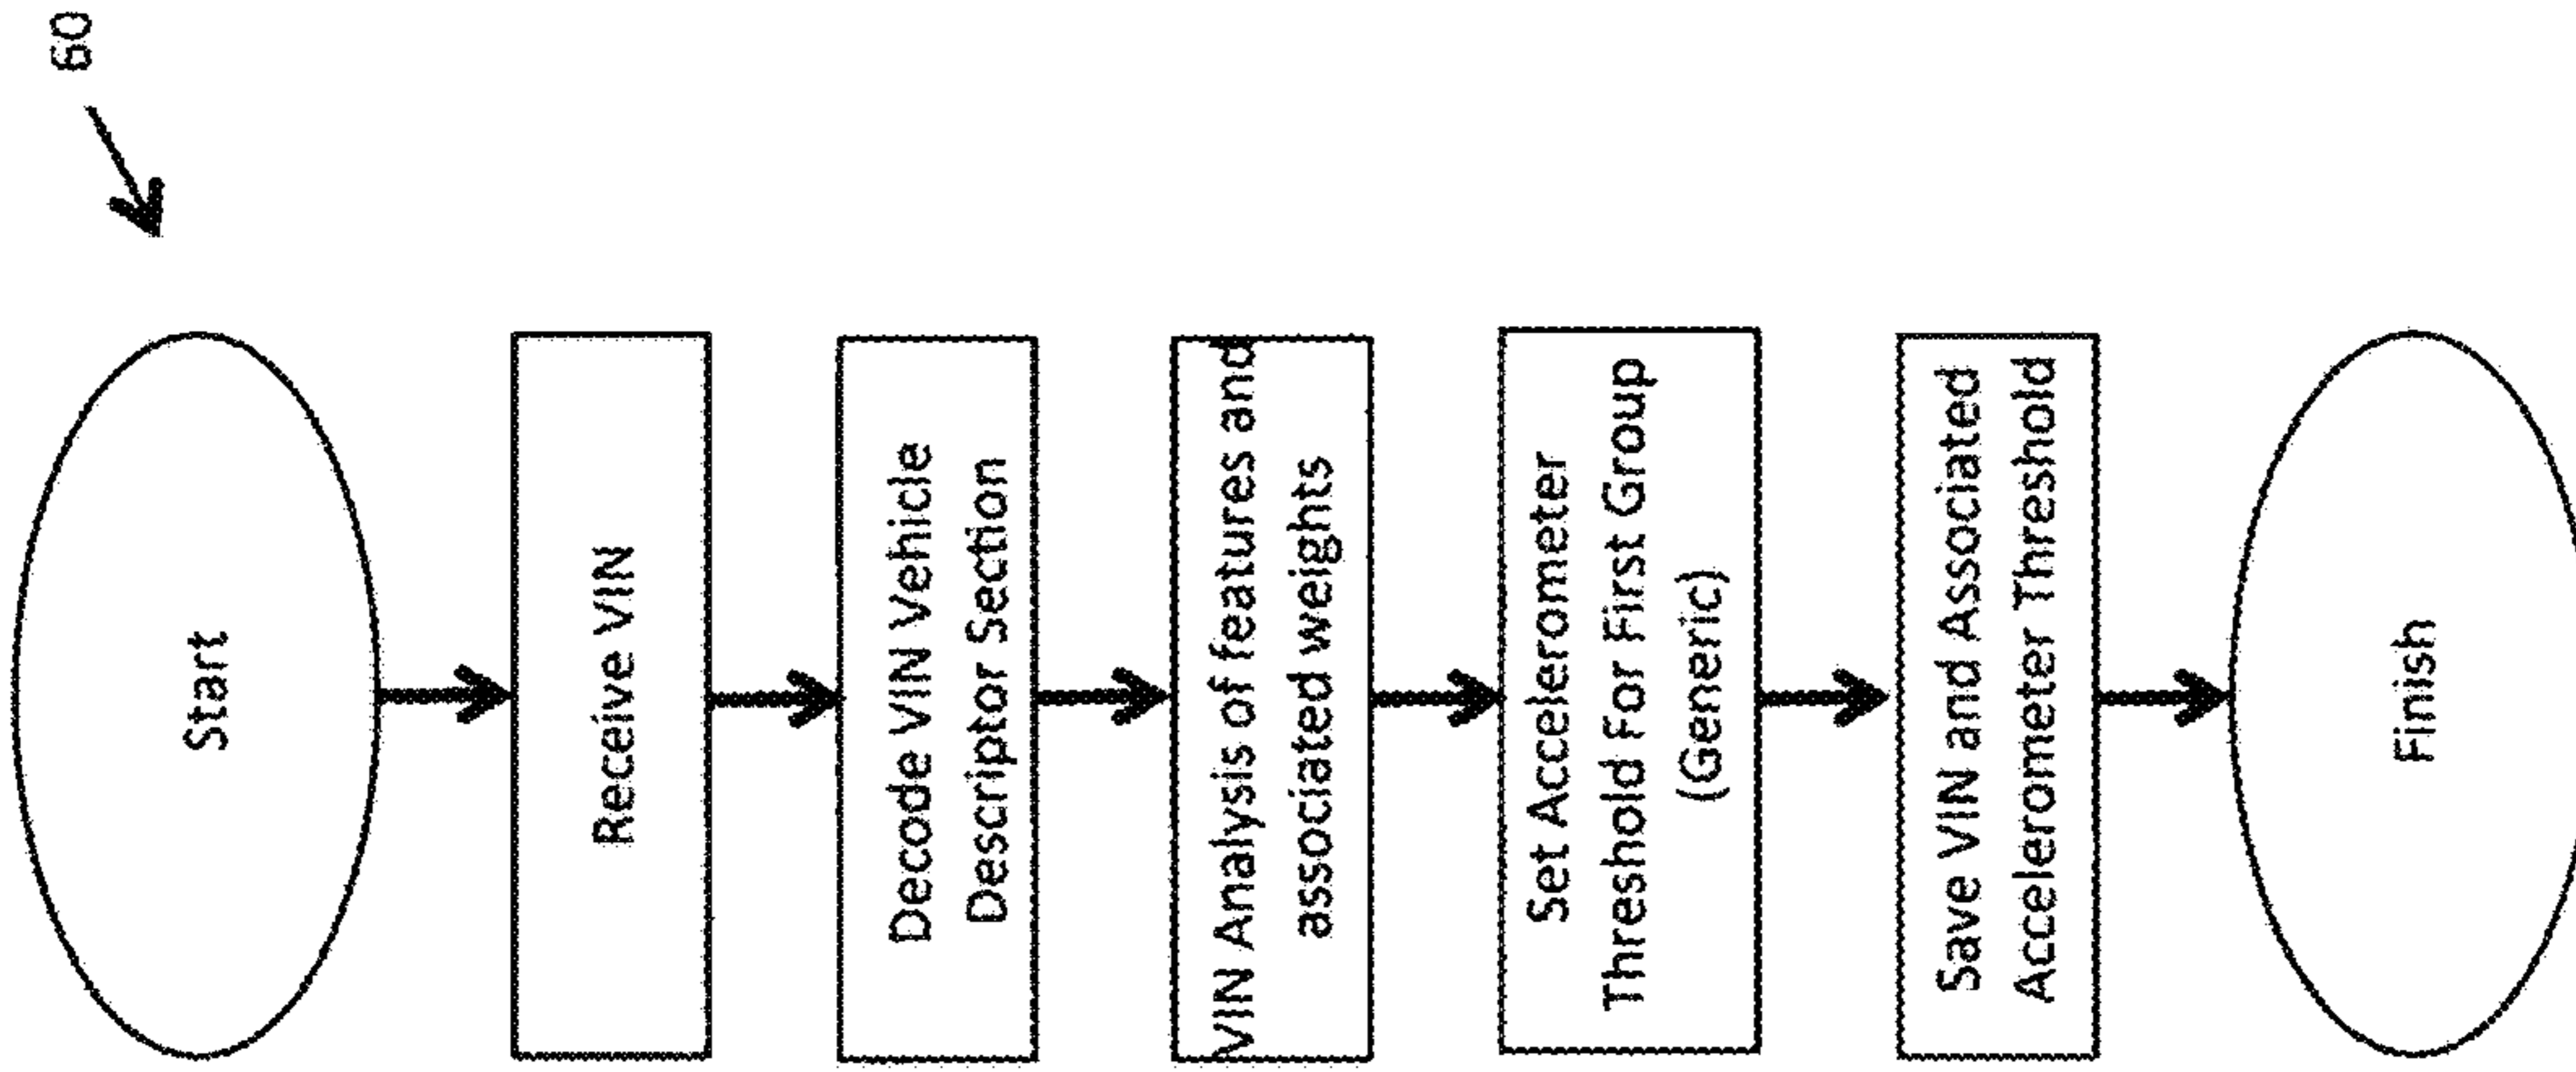 60
Start
Receive VIN
Decode VIN Vehicle
Descriptor Section
VIN Analysis of features and
associated weights
Set Accelerometer
Threshold For First Group
(Generic)
Save VIN and Associated
Accelerometer Threshold
Finish